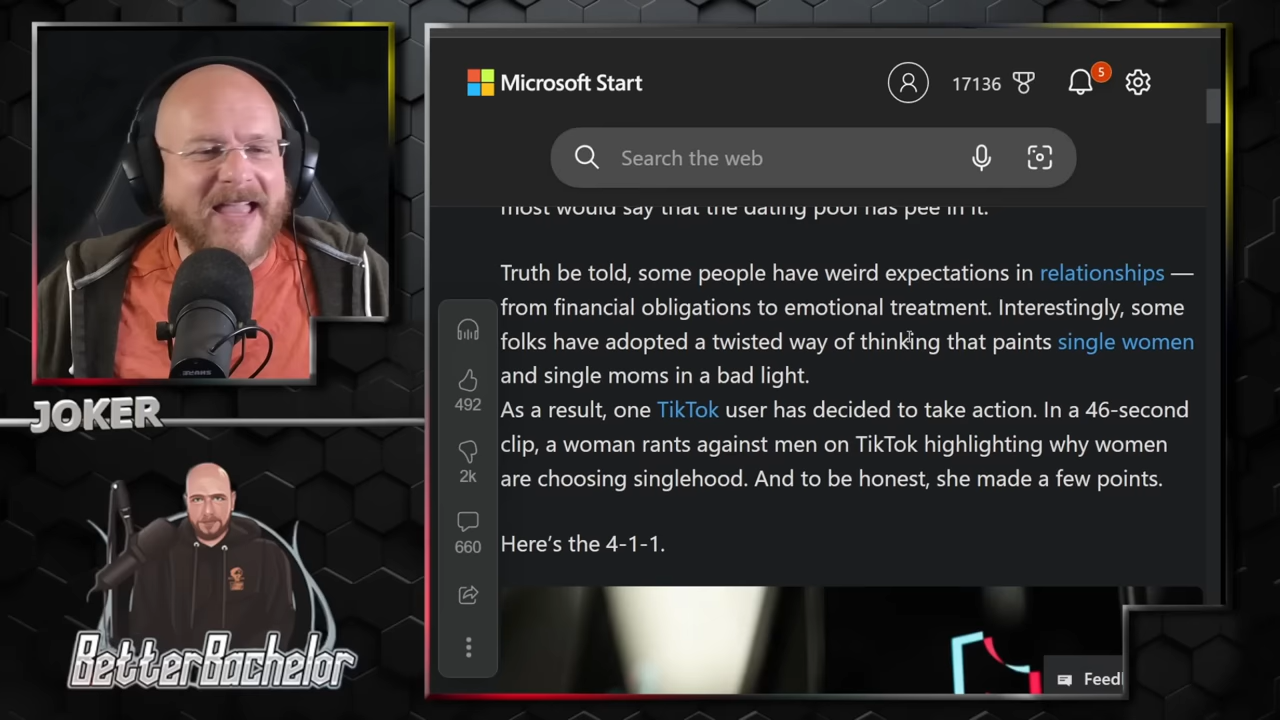 Microsoft Start
17136
5
Search the web
most would say that the dating pool has pee in it.
Truth be told, some people have weird expectations in relationships —
from financial obligations to emotional treatment. Interestingly, some
folks have adopted a twisted way of thinking that paints single women
and single moms in a bad light.
As a result, one TikTok user has decided to take action. In a 46-second
clip, a woman rants against men on TikTok highlighting why women
are choosing singlehood. And to be honest, she made a few points.
Here’s the 4-1-1.
492
2k
660
JOKER
BetterBachelor